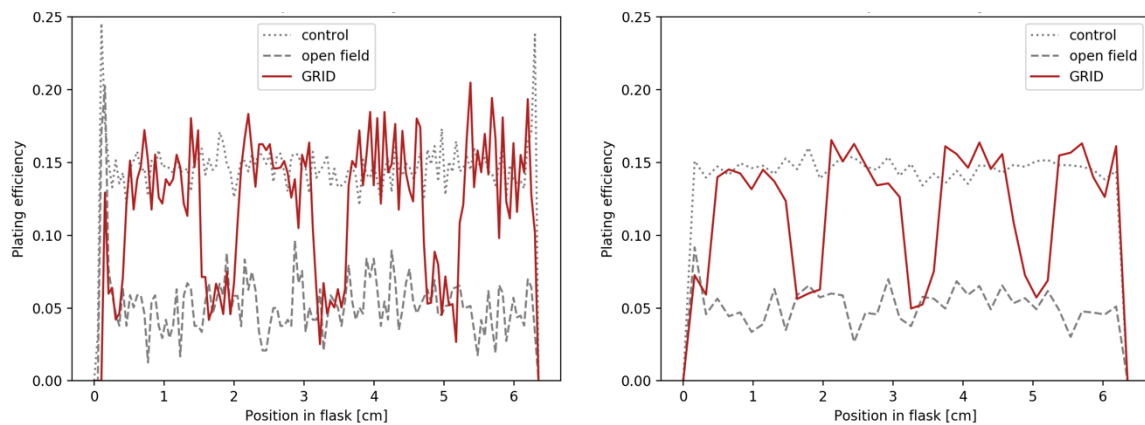 0.25
0.20
0.15
0.10
0.05
0.00
Plating efficiency
control
open field
GRID
0 1 2 3 4 5 6
Position in flask [cm]
0.25
0.20
0.15
0.10
0.05
0.00
Plating efficiency
control
open field
GRID
0 1 2 3 4 5 6
Position in flask [cm]